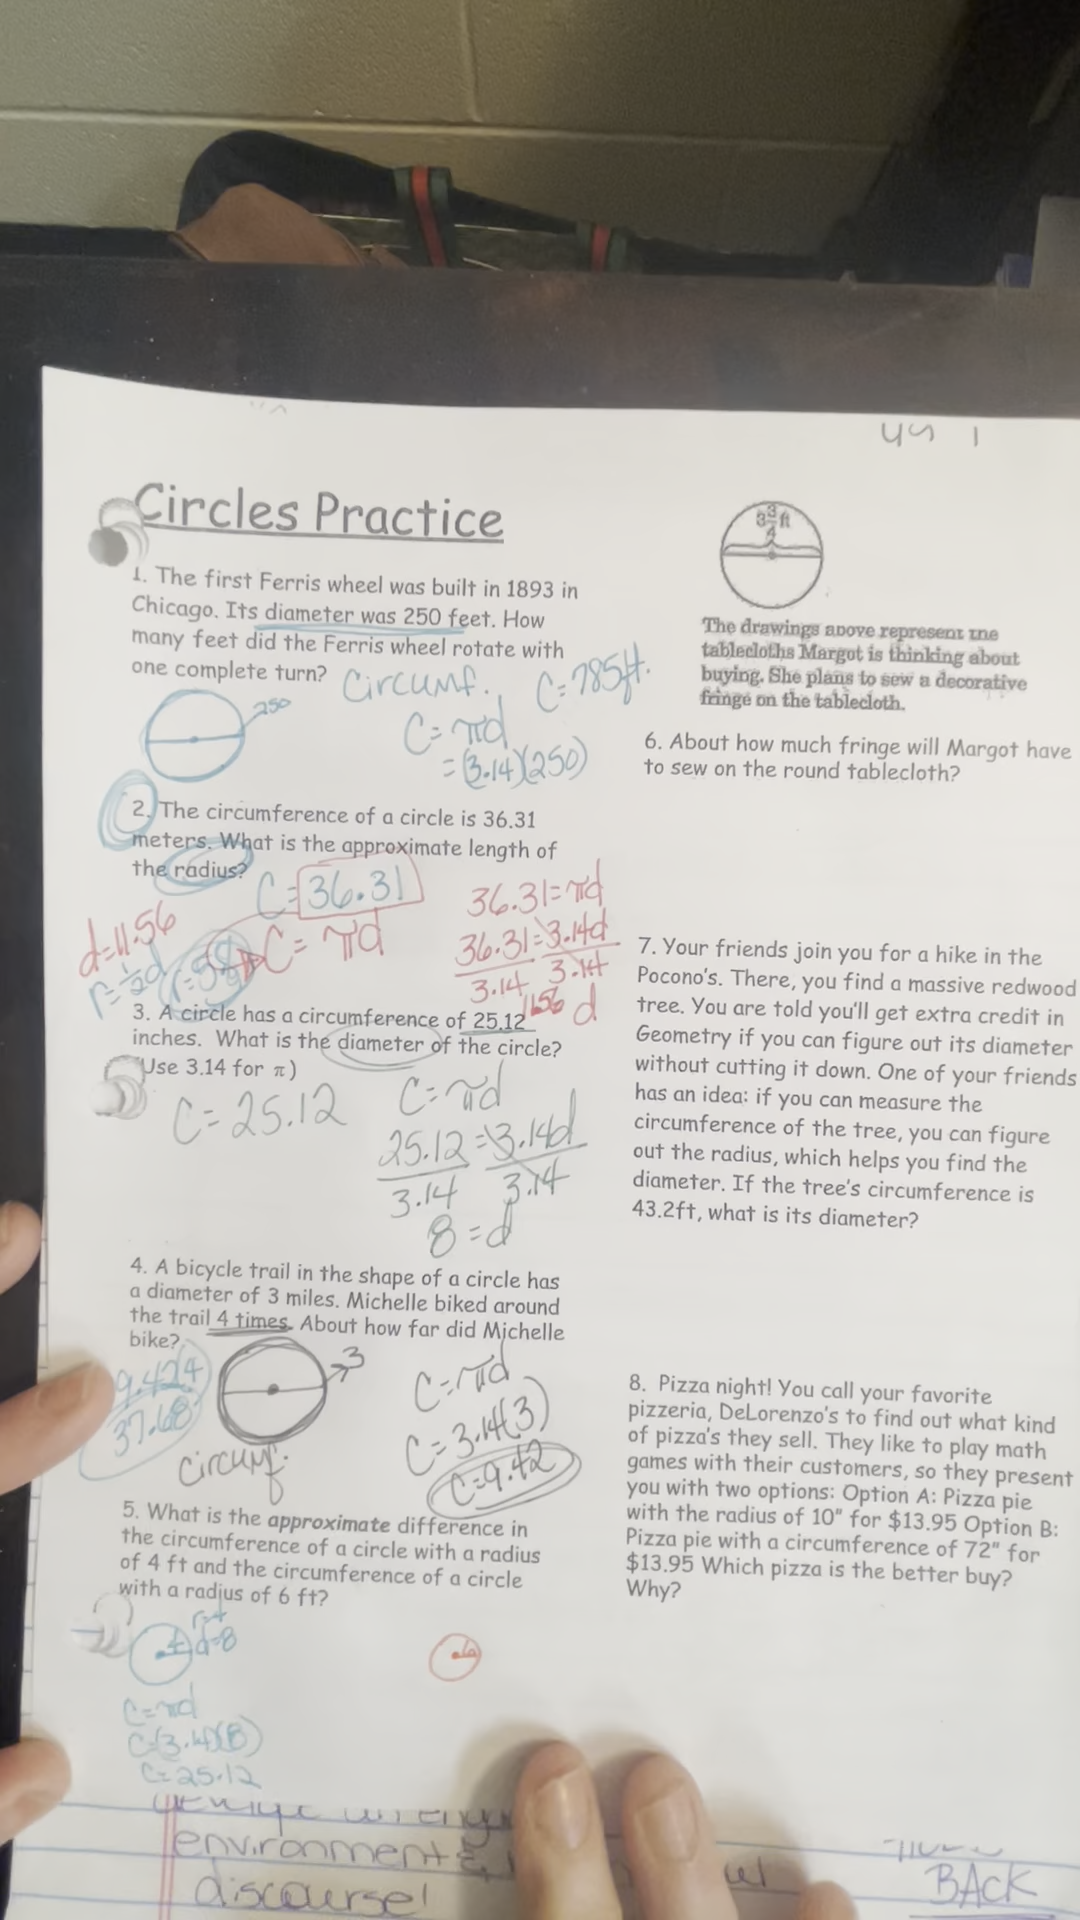 Circles Practice
1. The first Ferris wheel was built in 1893 in
Chicago. Its diameter was 250 feet. How
many feet did the Ferris wheel rotate with
one complete turn?
Circumf.
C=785ft.
250
C=πd
=(3.14)(250)
2. The circumference of a circle is 36.31
meters. What is the approximate length of
the radius?
C=36.31
C=πd
36.31=πd
36.31=3.14d
3.14 3.14
11.56 d
d=11.56
r=½d
3. A circle has a circumference of 25.12
inches. What is the diameter of the circle?
(Use 3.14 for π)
C=25.12
C=πd
25.12=3.14d
3.14 3.14
8=d
4. A bicycle trail in the shape of a circle has
a diameter of 3 miles. Michelle biked around
the trail 4 times. About how far did Michelle
bike?
3
9.42(4
37.68
circumf.
C=πd
C=3.14(3)
C=9.42
5. What is the approximate difference in
the circumference of a circle with a radius
of 4 ft and the circumference of a circle
with a radius of 6 ft?
r=4
4 d=8
6
C=πd
C=(3.14)(8)
C=25.12
3 3/4 ft
The drawings above represent the
tablecloths Margot is thinking about
buying. She plans to sew a decorative
fringe on the tablecloth.
6. About how much fringe will Margot have
to sew on the round tablecloth?
7. Your friends join you for a hike in the
Pocono's. There, you find a massive redwood
tree. You are told you'll get extra credit in
Geometry if you can figure out its diameter
without cutting it down. One of your friends
has an idea: if you can measure the
circumference of the tree, you can figure
out the radius, which helps you find the
diameter. If the tree's circumference is
43.2ft, what is its diameter?
8. Pizza night! You call your favorite
pizzeria, DeLorenzo's to find out what kind
of pizza's they sell. They like to play math
games with their customers, so they present
you with two options: Option A: Pizza pie
with the radius of 10" for $13.95 Option B:
Pizza pie with a circumference of 72" for
$13.95 Which pizza is the better buy?
Why?
environment &
discourse!
BACK